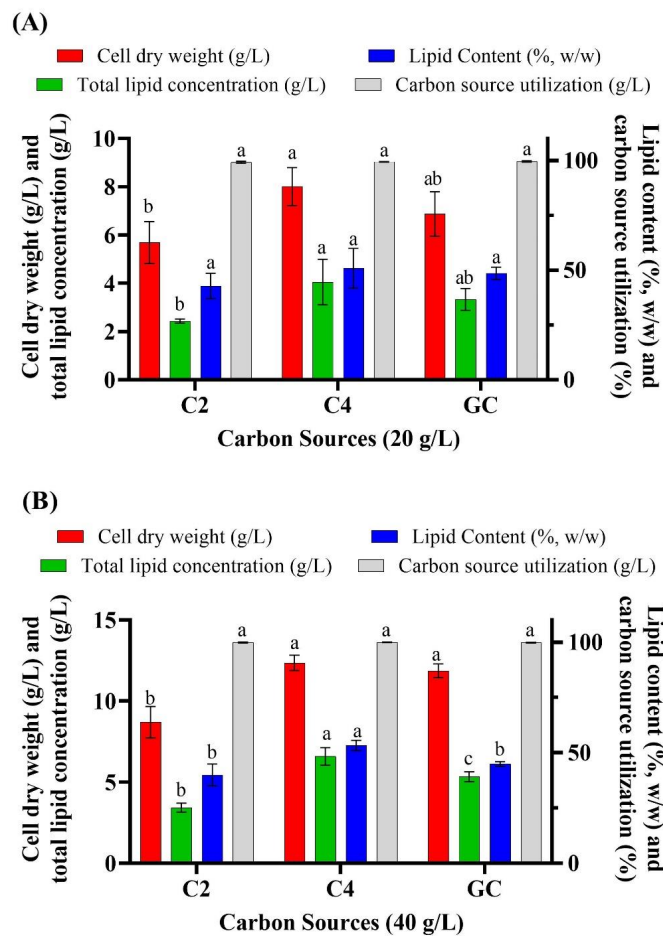 (A)
Cell dry weight (g/L)
Lipid Content (%, w/w)
Total lipid concentration (g/L)
Carbon source utilization (g/L)
Cell dry weight (g/L) and
total lipid concentration (g/L)
10
8
6
4
2
0
b
b
a
a
a
a
a
a
ab
ab
a
a
100
50
0
Lipid content (%, w/w) and
carbon source utilization (%)
C2
C4
GC
Carbon Sources (20 g/L)
(B)
Cell dry weight (g/L)
Lipid Content (%, w/w)
Total lipid concentration (g/L)
Carbon source utilization (g/L)
Cell dry weight (g/L) and
total lipid concentration (g/L)
15
10
5
0
b
b
b
a
a
a
a
a
a
c
b
a
100
50
0
Lipid content (%, w/w) and
carbon source utilization (%)
C2
C4
GC
Carbon Sources (40 g/L)